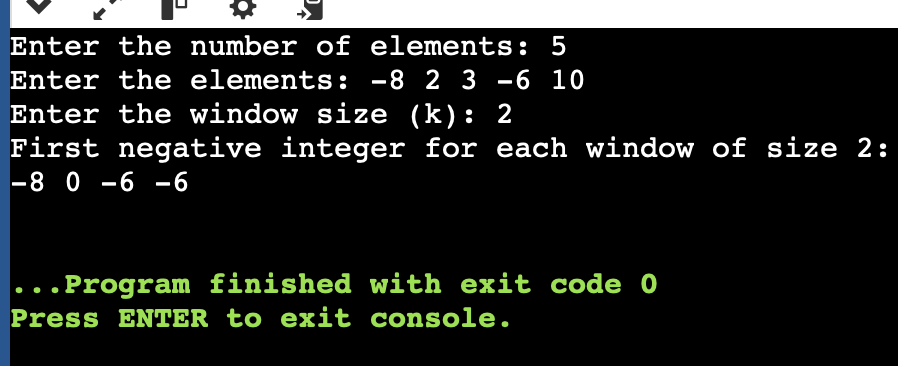 Enter the number of elements: 5
Enter the elements: -8 2 3 -6 10
Enter the window size (k): 2
First negative integer for each window of size 2:
-8 0 -6 -6
...Program finished with exit code 0
Press ENTER to exit console.